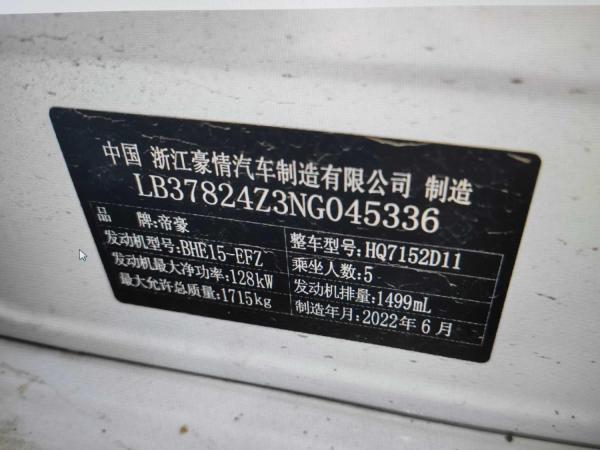 中国 浙江豪情汽车制造有限公司 制造
LB37824Z3NG045336
品 牌:帝豪
发动机型号:BHE15-EFZ
发动机最大净功率:128kW
最大允许总质量:1715kg
整车型号:HQ7152D11
乘坐人数:5
发动机排量:1499mL
制造年月:2022年6月